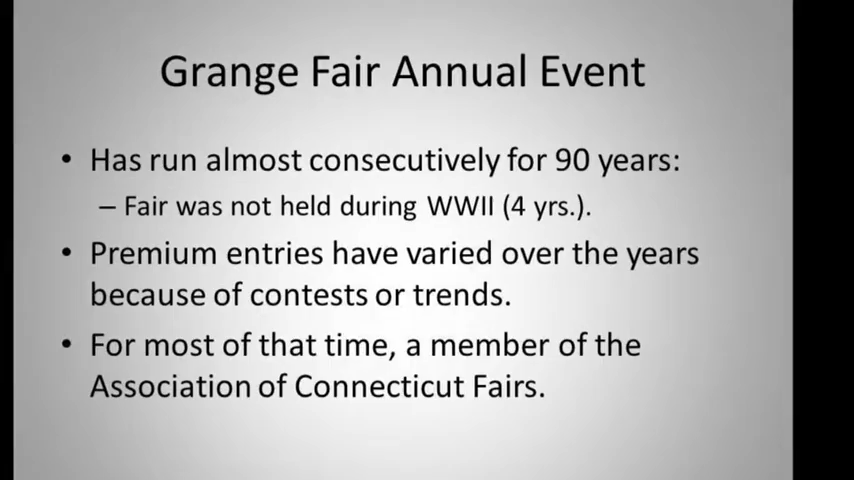 Grange Fair Annual Event
• Has run almost consecutively for 90 years:
– Fair was not held during WWII (4 yrs.).
• Premium entries have varied over the years
because of contests or trends.
• For most of that time, a member of the
Association of Connecticut Fairs.